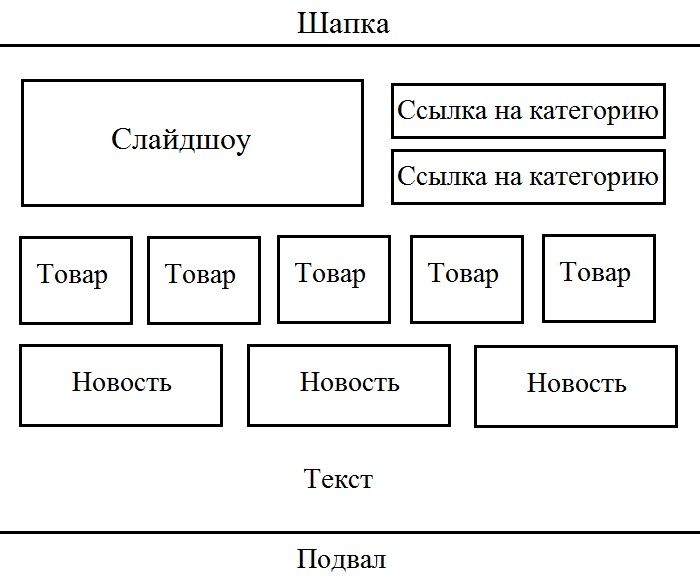 Шапка
Слайдшоу
Ссылка на категорию
Ссылка на категорию
Товар Товар Товар Товар Товар
Новость Новость Новость
Текст
Подвал